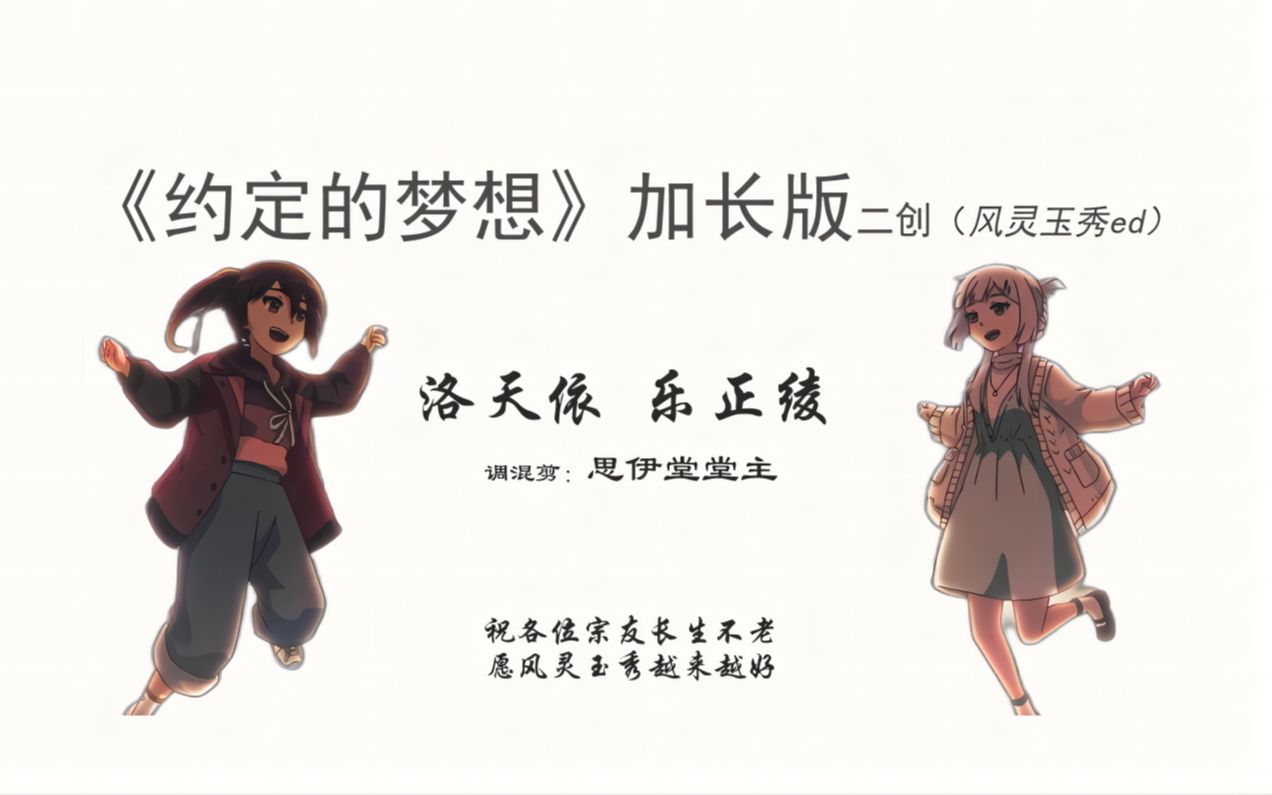 《约定的梦想》加长版二创（风灵玉秀ed）
洛天依 乐正绫
调混剪：思伊堂堂主
祝各位宗友长生不老
愿风灵玉秀越来越好